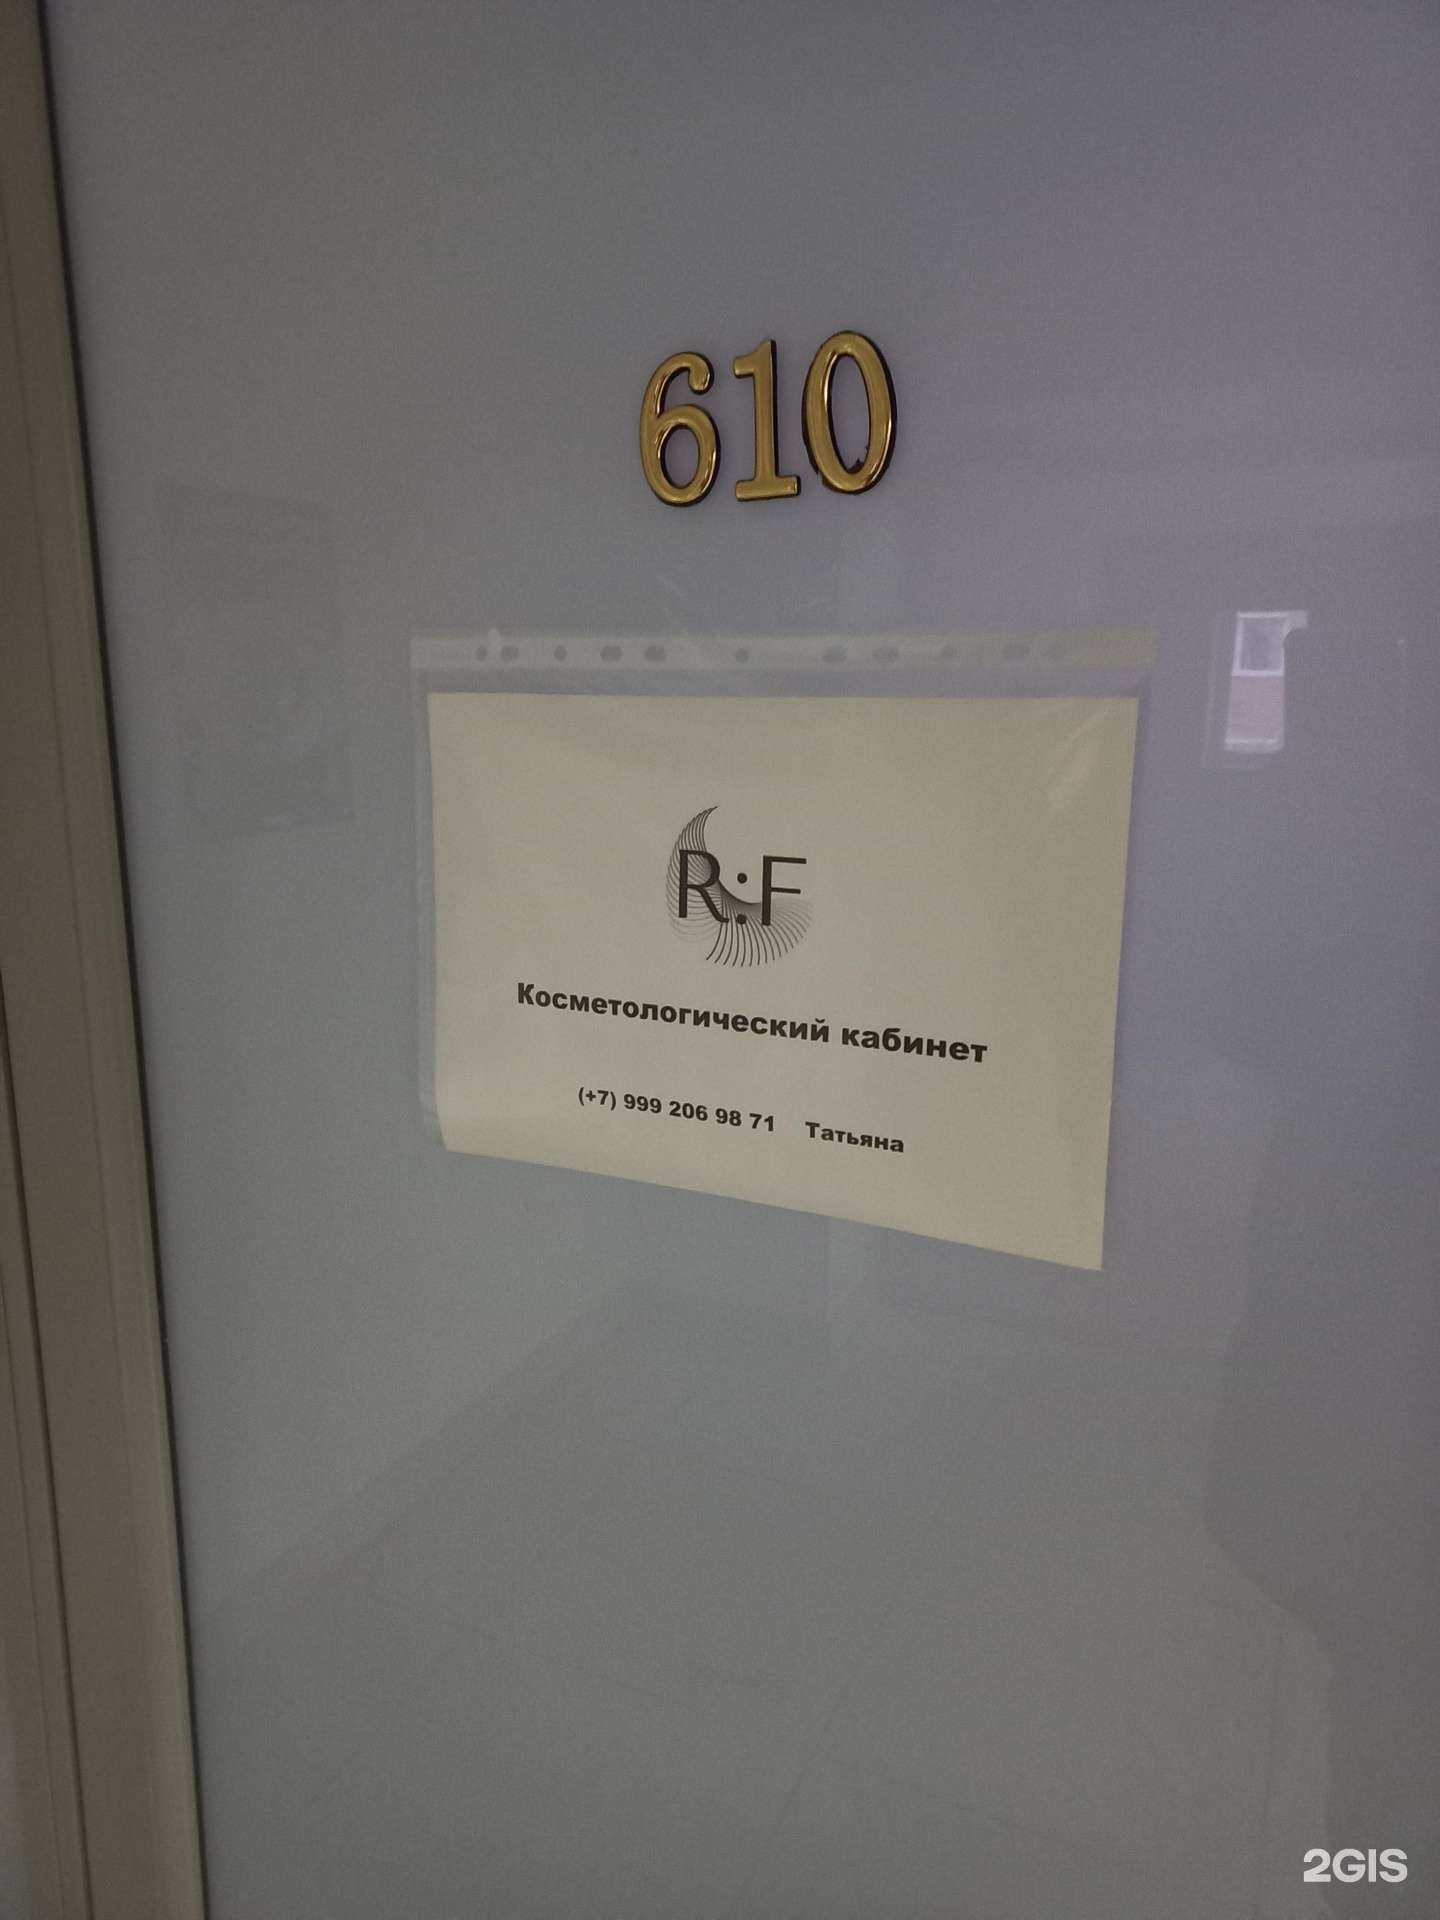 610
R:F
Косметологический кабинет
(+7) 999 206 98 71 Татьяна
2GIS